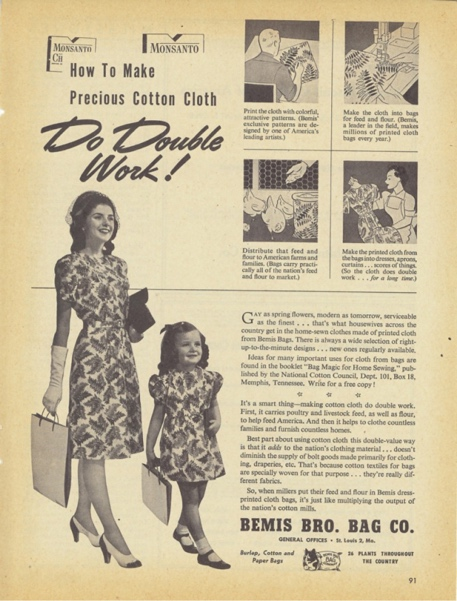 MONSANTO
MONSANTO
How To Make
Precious Cotton Cloth
Do Double
Work!
Print the cloth with colorful,
attractive patterns. (Bemis'
exclusive patterns are de-
signed by one of America's
leading artists.)
Make the cloth into bags
for feed and flour. (Bemis,
a leader in the field, makes
millions of printed cloth
bags every year.)
Distribute that feed and
flour to American farms and
families. (Bags carry practi-
cally all of the nation's feed
and flour to market.)
Make the printed cloth from
the bags into dresses, aprons,
curtains . . . scores of things.
(So the cloth does double
work . . . for a long time.)
GAY as spring flowers, modern as tomorrow, serviceable
as the finest . . . that's what housewives across the
country get in the home-sewn clothes made of printed cloth
from Bemis Bags. There is always a wide selection of right-
up-to-the-minute designs . . . new ones regularly available.
Ideas for many important uses for cloth from bags are
found in the booklet "Bag Magic for Home Sewing," pub-
lished by the National Cotton Council, Dept. 101, Box 18,
Memphis, Tennessee. Write for a free copy!
It's a smart thing—making cotton cloth do double work.
First, it carries poultry and livestock feed, as well as flour,
to help feed America. And then it helps to clothe countless
families and furnish countless homes.
Best part about using cotton cloth this double-value way
is that it adds to the nation's clothing material . . . doesn't
diminish the supply of bolt goods made primarily for cloth-
ing, draperies, etc. That's because cotton textiles for bags
are specially woven for that purpose . . . they're really dif-
ferent fabrics.
So, when millers put their feed and flour in Bemis dress-
printed cloth bags, it's just like multiplying the output of
the nation's cotton mills.
BEMIS BRO. BAG CO.
GENERAL OFFICES • St. Louis 2, Mo.
Burlap, Cotton and
Paper Bags
BAGS
26 PLANTS THROUGHOUT
THE COUNTRY
91